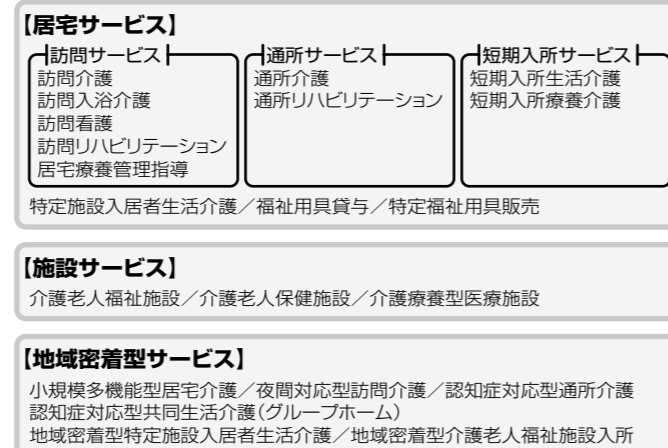 【居宅サービス】
訪問サービス
訪問介護
訪問入浴介護
訪問看護
訪問リハビリテーション
居宅療養管理指導
通所サービス
通所介護
通所リハビリテーション
短期入所サービス
短期入所生活介護
短期入所療養介護
特定施設入居者生活介護／福祉用具貸与／特定福祉用具販売
【施設サービス】
介護老人福祉施設／介護老人保健施設／介護療養型医療施設
【地域密着型サービス】
小規模多機能型居宅介護／夜間対応型訪問介護／認知症対応型通所介護
認知症対応型共同生活介護（グループホーム）
地域密着型特定施設入居者生活介護／地域密着型介護老人福祉施設入所